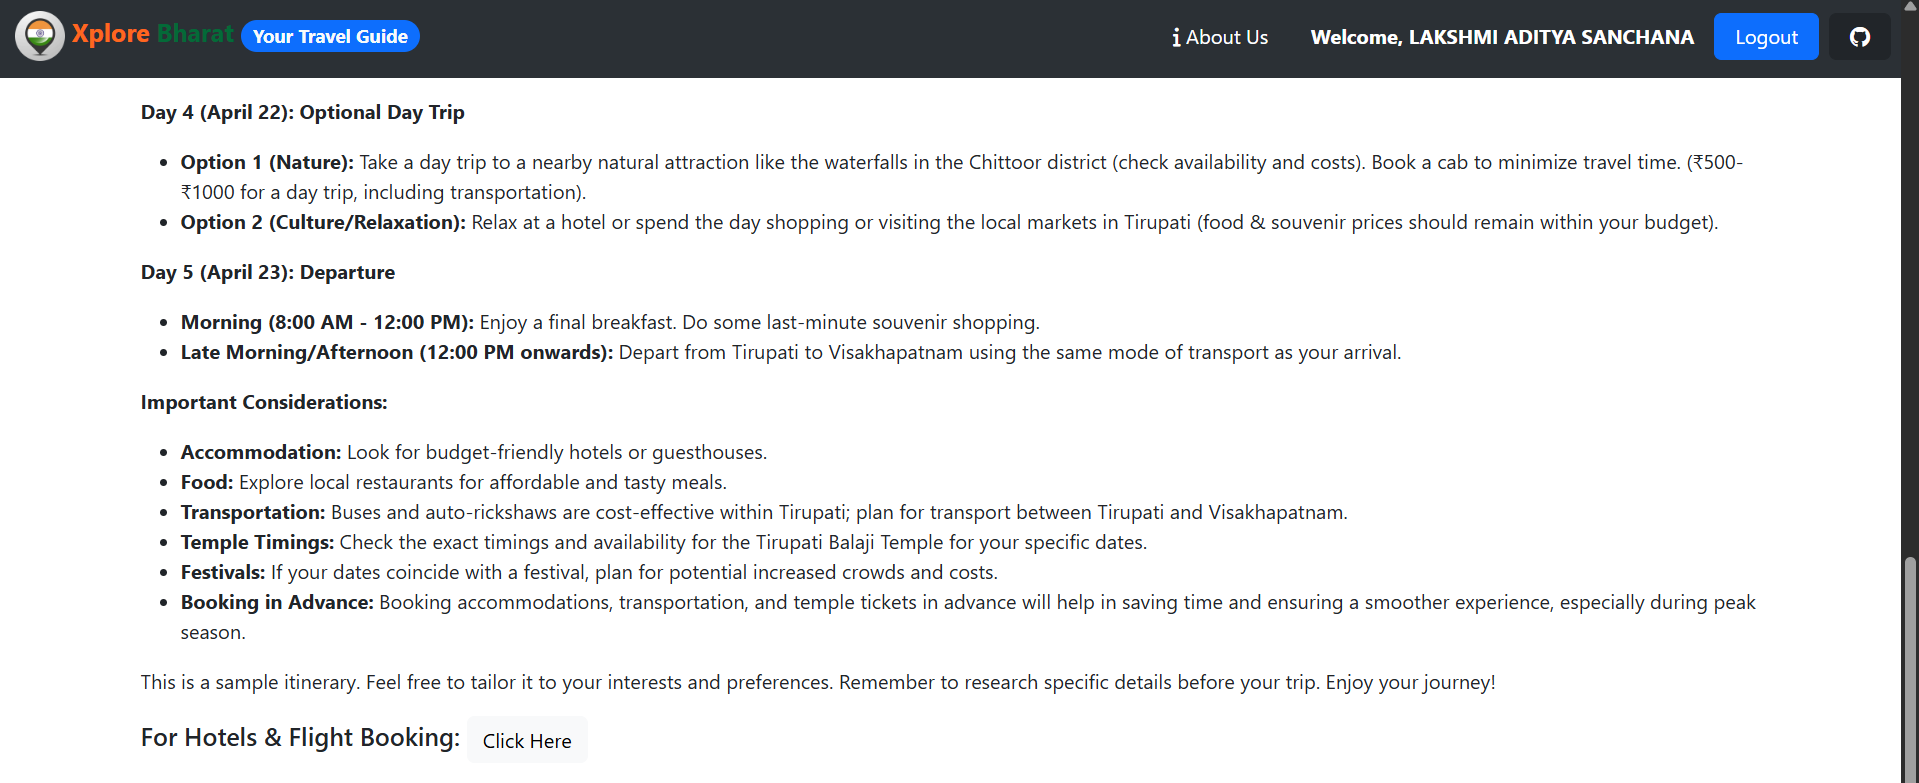 Xplore Bharat Your Travel Guide
About Us Welcome, LAKSHMI ADITYA SANCHANA Logout
Day 4 (April 22): Optional Day Trip
Option 1 (Nature): Take a day trip to a nearby natural attraction like the waterfalls in the Chittoor district (check availability and costs). Book a cab to minimize travel time. (₹500-
₹1000 for a day trip, including transportation).
Option 2 (Culture/Relaxation): Relax at a hotel or spend the day shopping or visiting the local markets in Tirupati (food & souvenir prices should remain within your budget).
Day 5 (April 23): Departure
Morning (8:00 AM - 12:00 PM): Enjoy a final breakfast. Do some last-minute souvenir shopping.
Late Morning/Afternoon (12:00 PM onwards): Depart from Tirupati to Visakhapatnam using the same mode of transport as your arrival.
Important Considerations:
Accommodation: Look for budget-friendly hotels or guesthouses.
Food: Explore local restaurants for affordable and tasty meals.
Transportation: Buses and auto-rickshaws are cost-effective within Tirupati; plan for transport between Tirupati and Visakhapatnam.
Temple Timings: Check the exact timings and availability for the Tirupati Balaji Temple for your specific dates.
Festivals: If your dates coincide with a festival, plan for potential increased crowds and costs.
Booking in Advance: Booking accommodations, transportation, and temple tickets in advance will help in saving time and ensuring a smoother experience, especially during peak
season.
This is a sample itinerary. Feel free to tailor it to your interests and preferences. Remember to research specific details before your trip. Enjoy your journey!
For Hotels & Flight Booking: Click Here